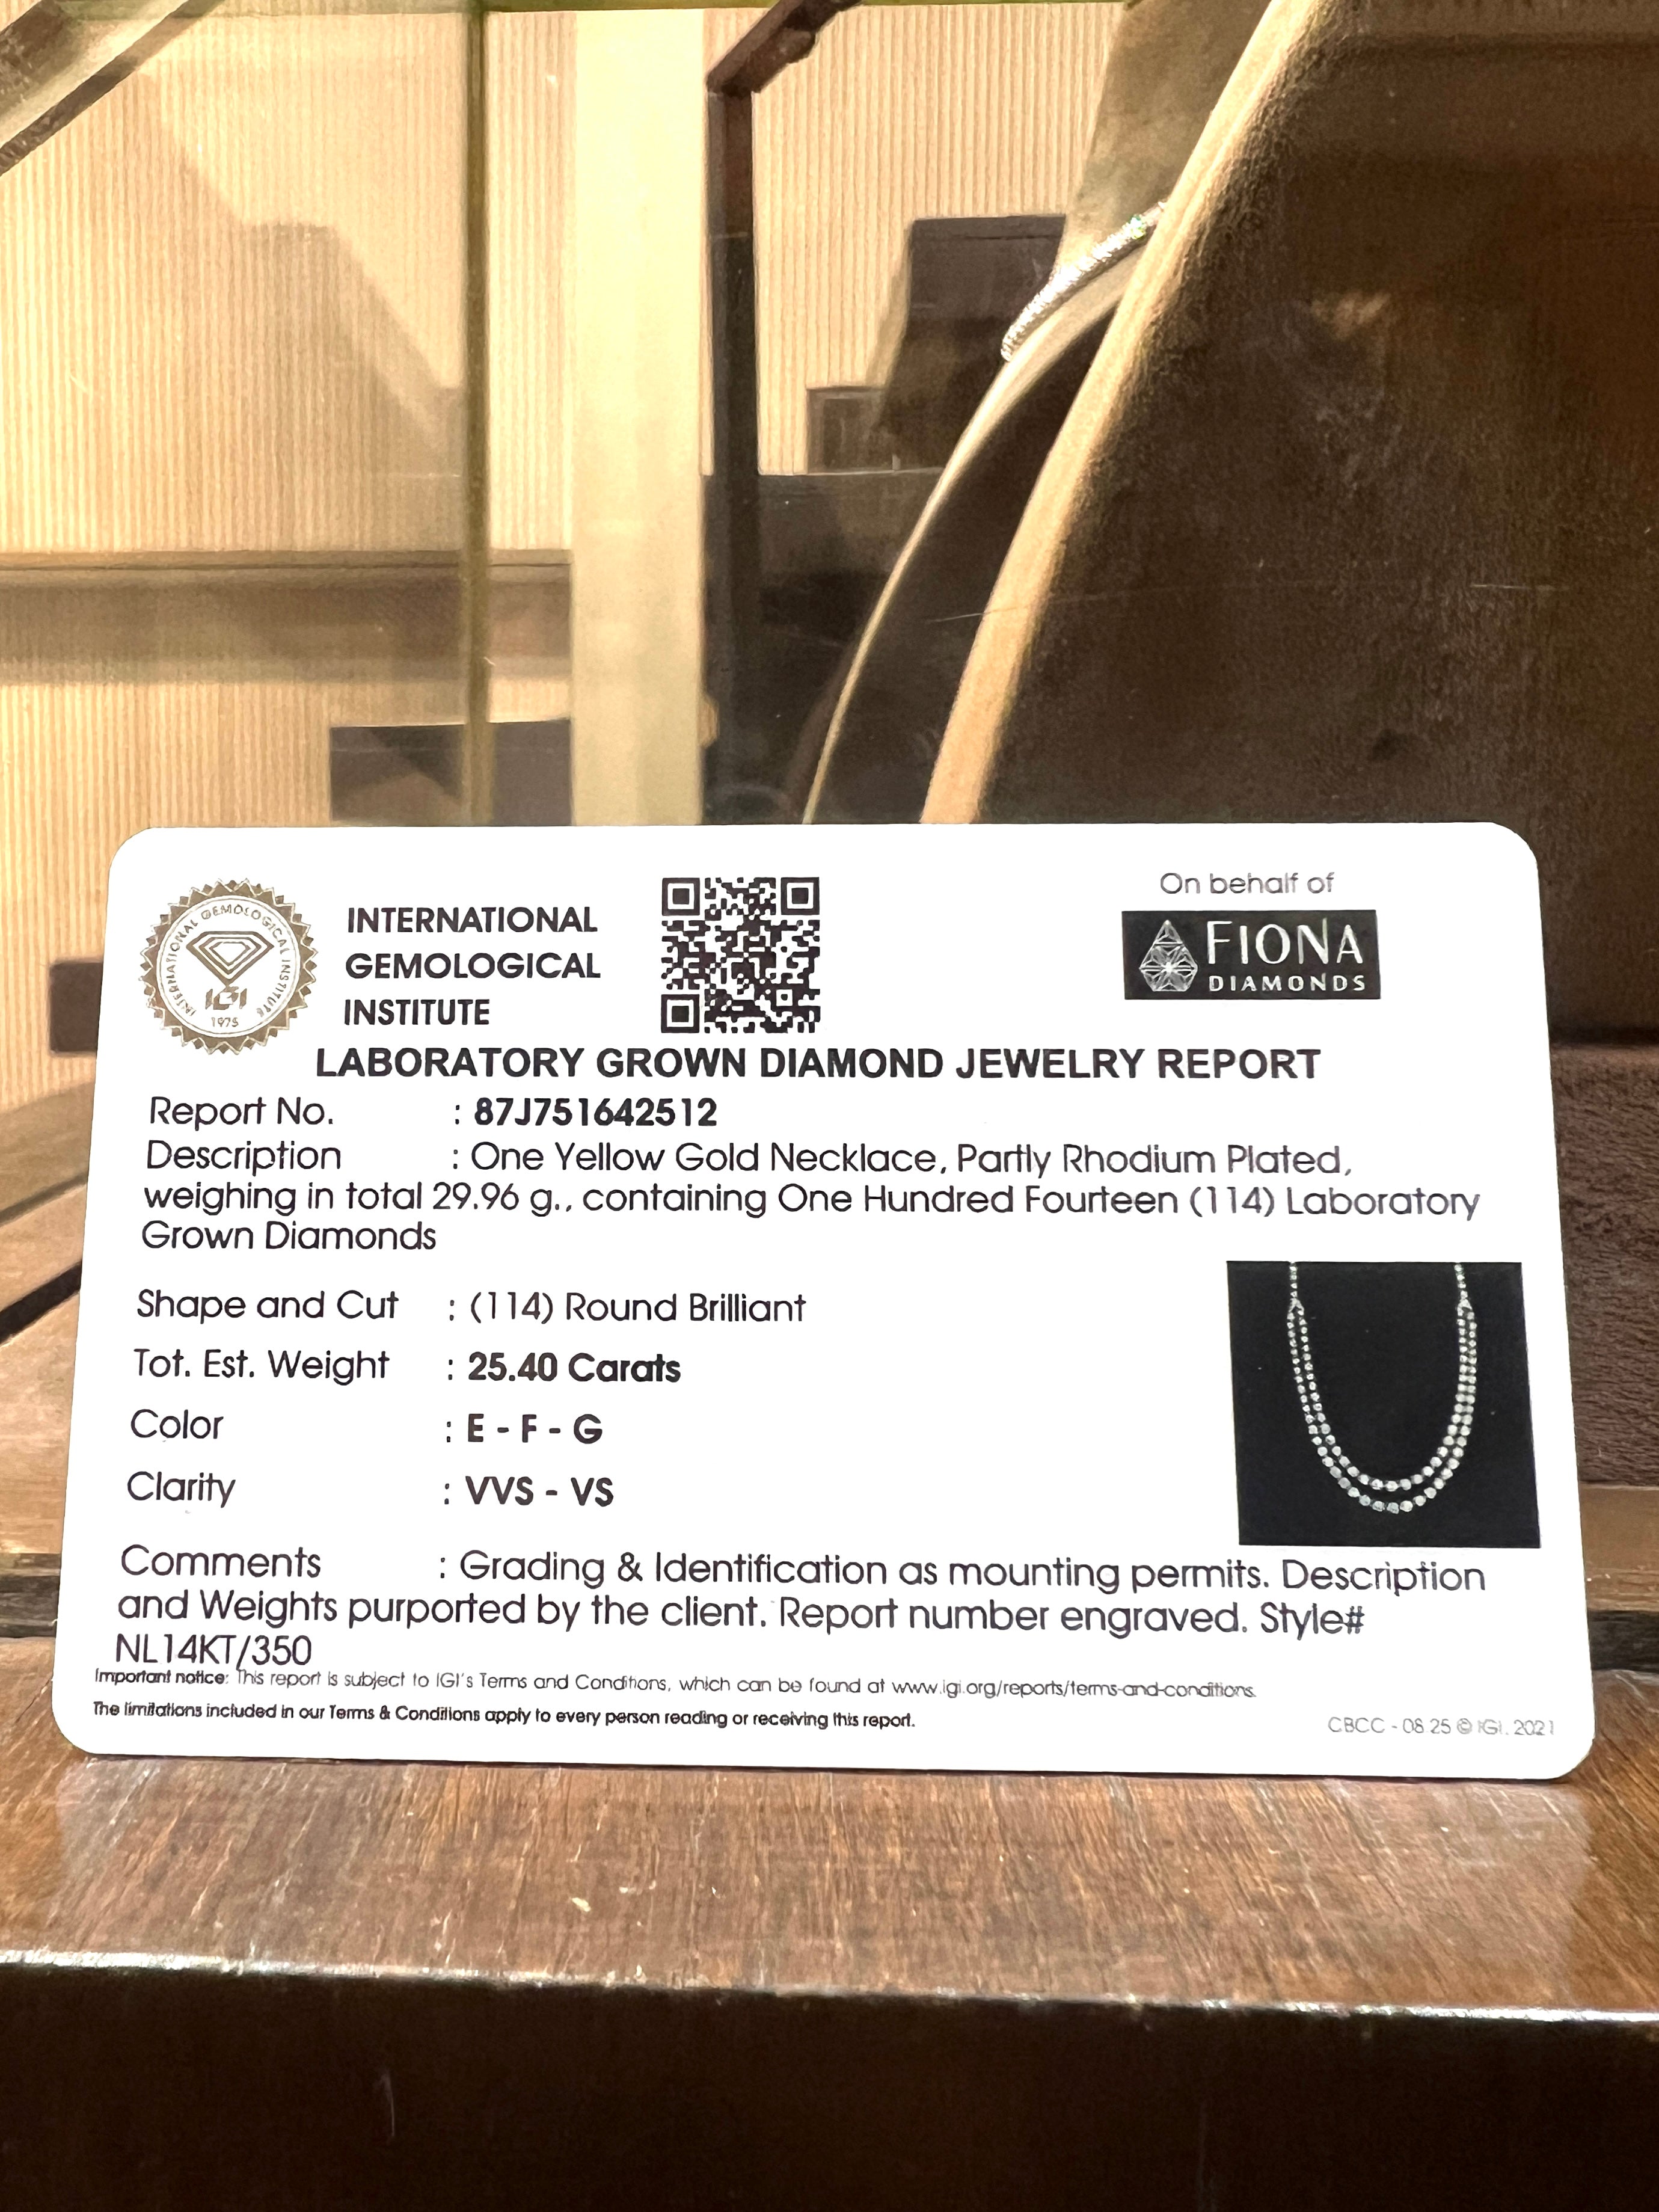 INTERNATIONAL GEMOLOGICAL INSTITUTE
IGI
1975
INTERNATIONAL
GEMOLOGICAL
INSTITUTE
On behalf of
FIONA
DIAMONDS
LABORATORY GROWN DIAMOND JEWELRY REPORT
Report No. : 87J751642512
Description : One Yellow Gold Necklace, Partly Rhodium Plated,
weighing in total 29.96 g., containing One Hundred Fourteen (114) Laboratory
Grown Diamonds
Shape and Cut : (114) Round Brilliant
Tot. Est. Weight : 25.40 Carats
Color : E - F - G
Clarity : VVS - VS
Comments : Grading & Identification as mounting permits. Description
and Weights purported by the client. Report number engraved. Style#
NL14KT/350
Important notice: This report is subject to IGI's Terms and Conditions, which can be found at www.igi.org/reports/terms-and-conditions.
The limitations included in our Terms & Conditions apply to every person reading or receiving this report.
CBCC - 08 25 © IGI. 2021